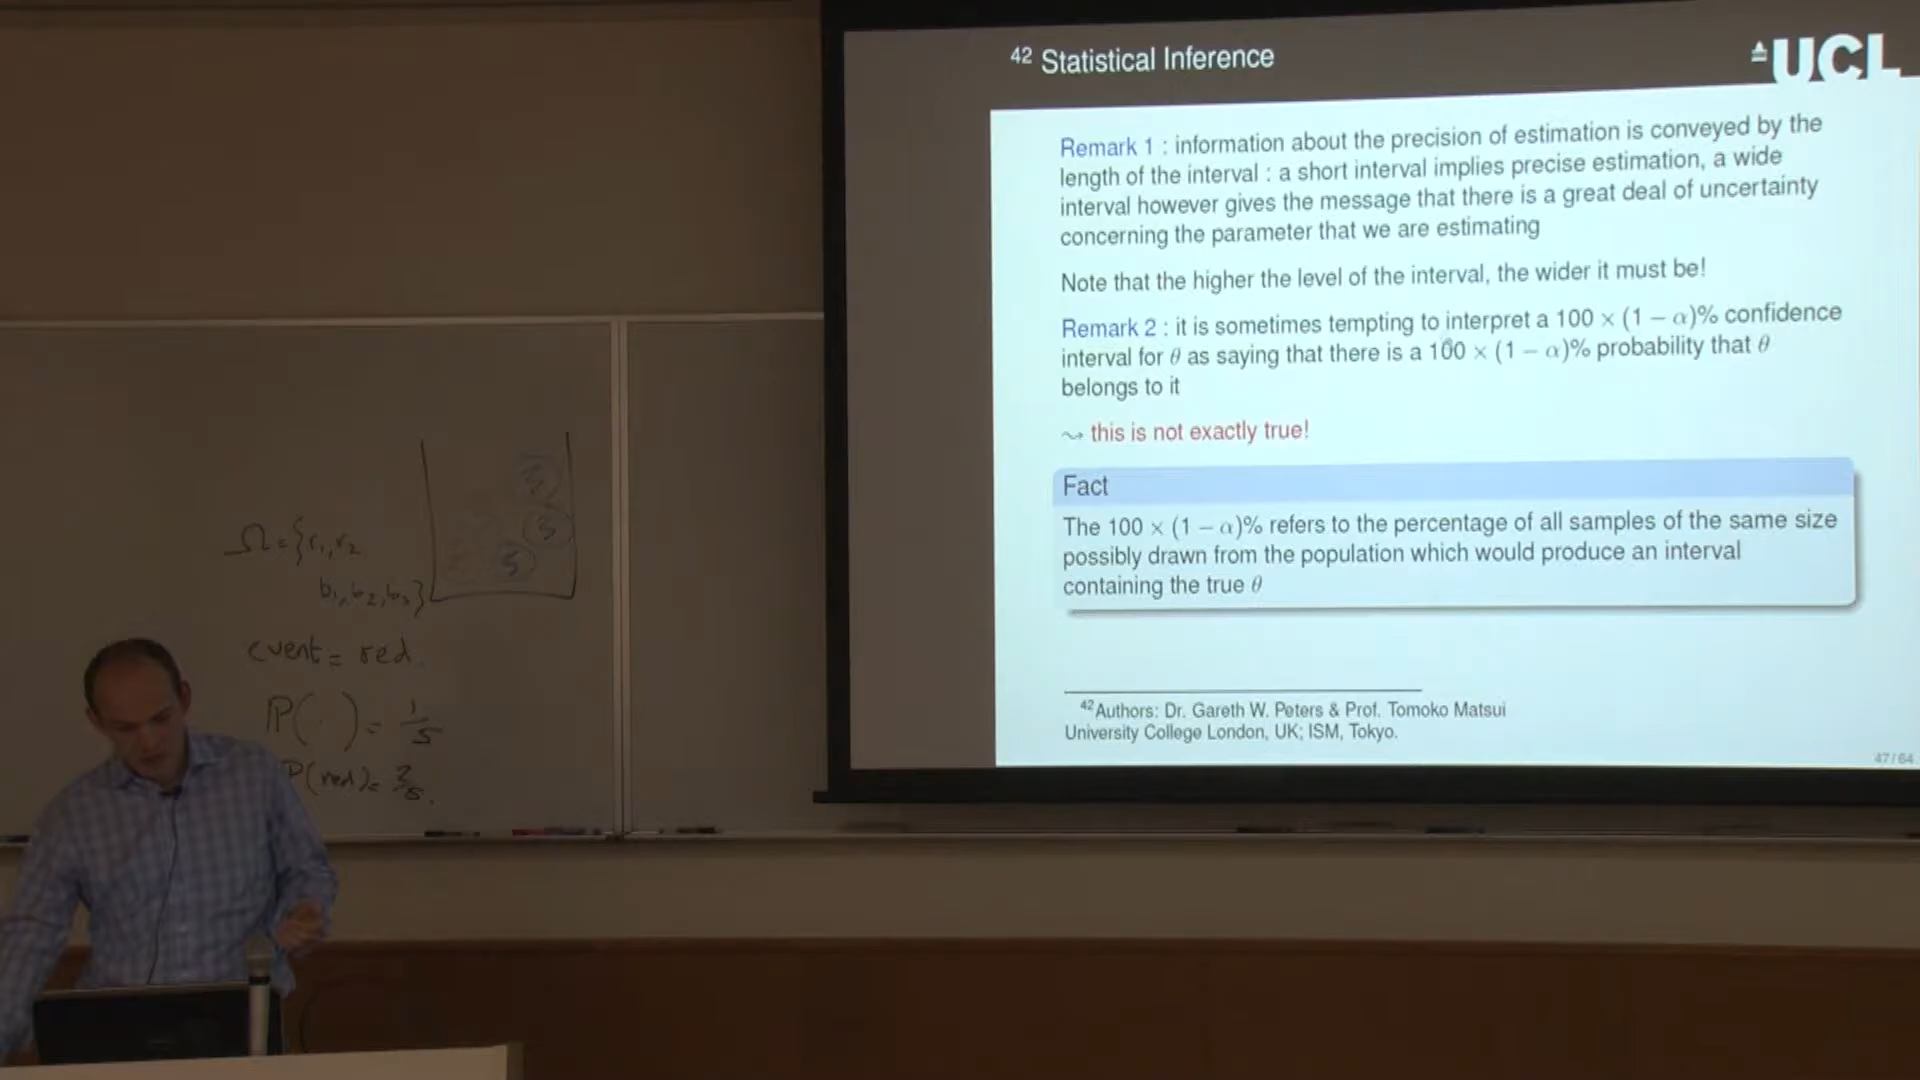 42 Statistical Inference
UCL
Remark 1 : information about the precision of estimation is conveyed by the
length of the interval : a short interval implies precise estimation, a wide
interval however gives the message that there is a great deal of uncertainty
concerning the parameter that we are estimating
Note that the higher the level of the interval, the wider it must be!
Remark 2 : it is sometimes tempting to interpret a 100 × (1 − α)% confidence
interval for θ as saying that there is a 100 × (1 − α)% probability that θ
belongs to it
⇝ this is not exactly true!
Fact
The 100 × (1 − α)% refers to the percentage of all samples of the same size
possibly drawn from the population which would produce an interval
containing the true θ
42Authors: Dr. Gareth W. Peters & Prof. Tomoko Matsui
University College London, UK; ISM, Tokyo.
47/64
Ω={r1,r2
b1,b2,b3}
event= red.
P( )= 1/5
P(red)= 2/5.